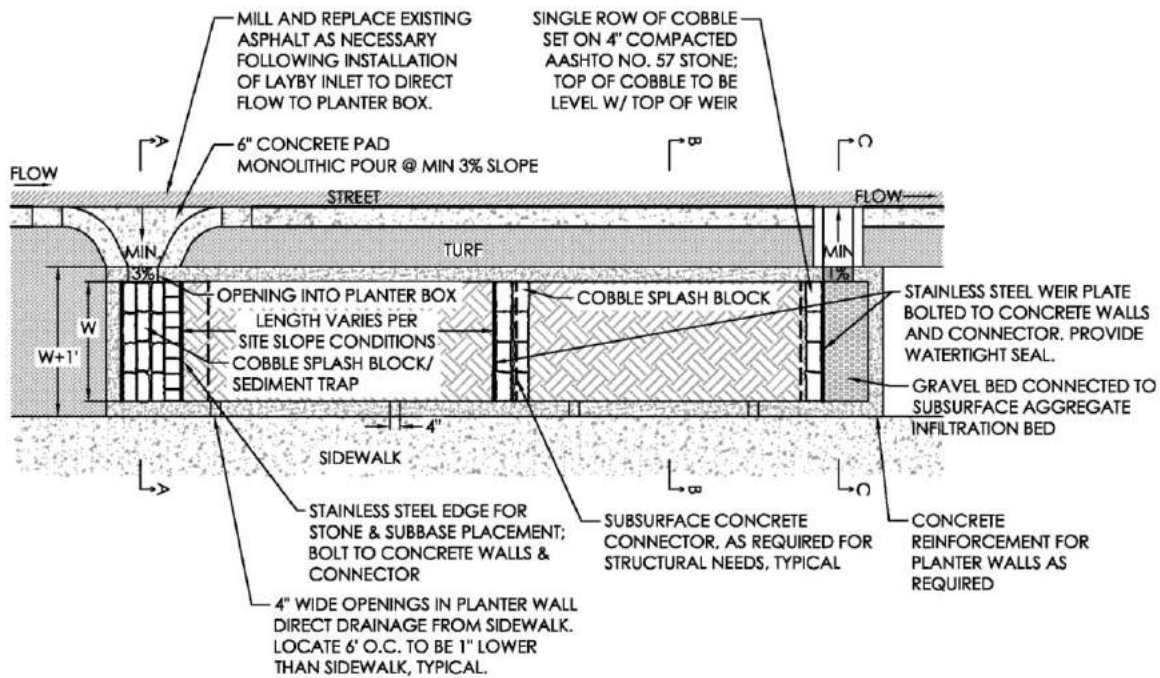 MILL AND REPLACE EXISTING
ASPHALT AS NECESSARY
FOLLOWING INSTALLATION
OF LAYBY INLET TO DIRECT
FLOW TO PLANTER BOX.
SINGLE ROW OF COBBLE
SET ON 4" COMPACTED
AASHTO NO. 57 STONE;
TOP OF COBBLE TO BE
LEVEL W/ TOP OF WEIR
A
B
C
6" CONCRETE PAD
MONOLITHIC POUR @ MIN 3% SLOPE
FLOW
STREET
FLOW
MIN.
3%
TURF
MIN
1%
OPENING INTO PLANTER BOX
COBBLE SPLASH BLOCK
W
W+1'
LENGTH VARIES PER
SITE SLOPE CONDITIONS
COBBLE SPLASH BLOCK/
SEDIMENT TRAP
STAINLESS STEEL WEIR PLATE
BOLTED TO CONCRETE WALLS
AND CONNECTOR. PROVIDE
WATERTIGHT SEAL.
GRAVEL BED CONNECTED TO
SUBSURFACE AGGREGATE
INFILTRATION BED
4"
SIDEWALK
A
B
C
STAINLESS STEEL EDGE FOR
STONE & SUBBASE PLACEMENT;
BOLT TO CONCRETE WALLS &
CONNECTOR
SUBSURFACE CONCRETE
CONNECTOR, AS REQUIRED FOR
STRUCTURAL NEEDS, TYPICAL
CONCRETE
REINFORCEMENT FOR
PLANTER WALLS AS
REQUIRED
4" WIDE OPENINGS IN PLANTER WALL
DIRECT DRAINAGE FROM SIDEWALK.
LOCATE 6' O.C. TO BE 1" LOWER
THAN SIDEWALK, TYPICAL.